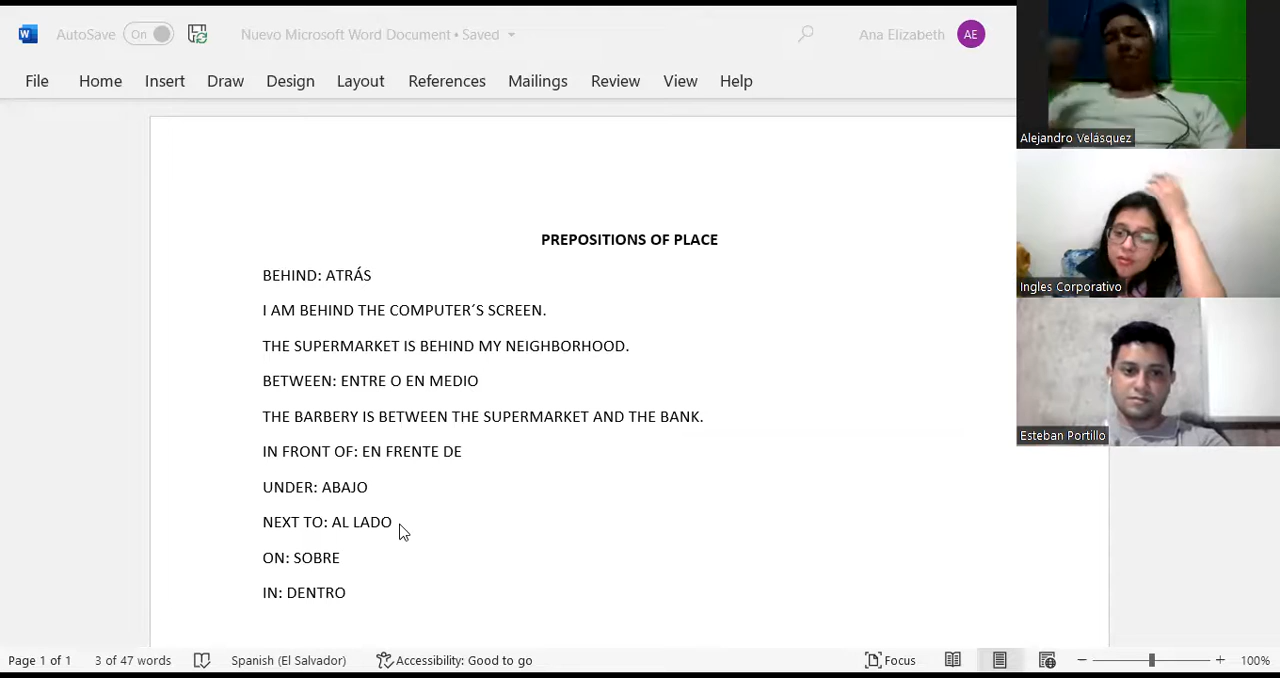 AutoSave On Nuevo Microsoft Word Document • Saved Ana Elizabeth AE
File Home Insert Draw Design Layout References Mailings Review View Help
PREPOSITIONS OF PLACE
BEHIND: ATRÁS
I AM BEHIND THE COMPUTER´S SCREEN.
THE SUPERMARKET IS BEHIND MY NEIGHBORHOOD.
BETWEEN: ENTRE O EN MEDIO
THE BARBERY IS BETWEEN THE SUPERMARKET AND THE BANK.
IN FRONT OF: EN FRENTE DE
UNDER: ABAJO
NEXT TO: AL LADO
ON: SOBRE
IN: DENTRO
Page 1 of 1 3 of 47 words Spanish (El Salvador) Accessibility: Good to go Focus 100%
Alejandro Velásquez
Ingles Corporativo
Esteban Portillo